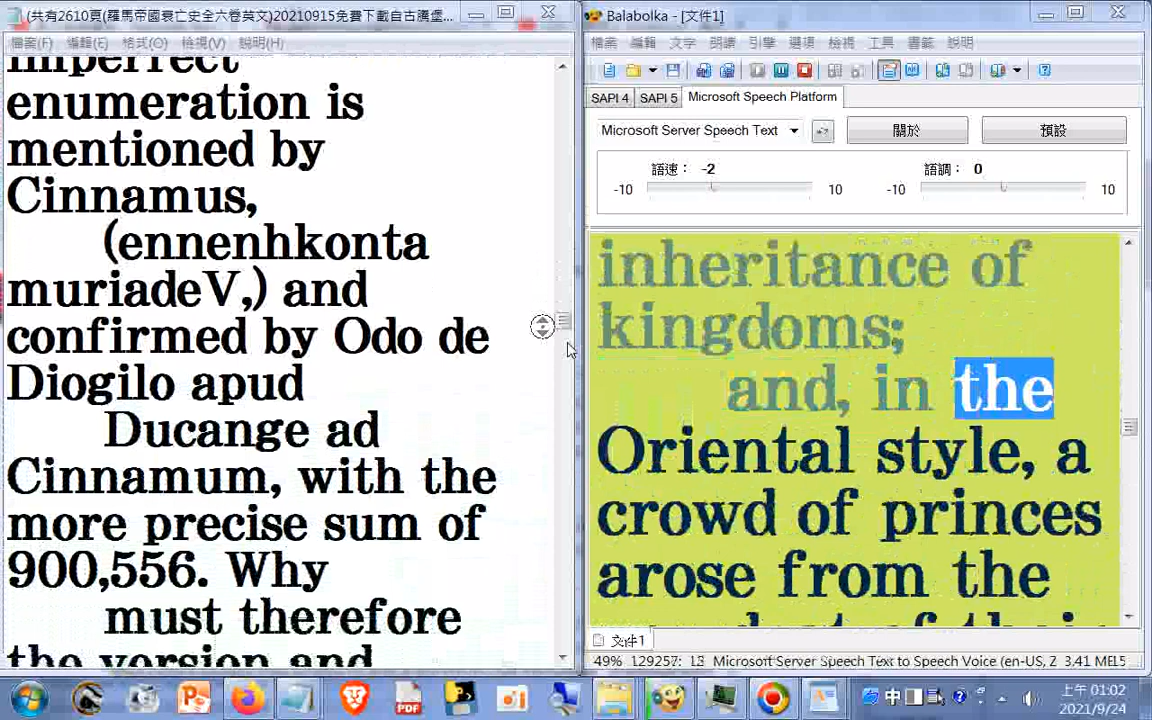 (共有2610頁(羅馬帝國衰亡史全六卷英文)20210915免費下載自古騰堡...
檔案(F) 編輯(E) 格式(O) 檢視(V) 說明(H)
imperfect
enumeration is
mentioned by
Cinnamus,
(ennenhkonta
muriadeV,) and
confirmed by Odo de
Diogilo apud
Ducange ad
Cinnamum, with the
more precise sum of
900,556. Why
must therefore
the version and
Balabolka - [文件1]
檔案 編輯 文字 朗讀 引擎 選項 檢視 工具 書籤 說明
SAPI 4 SAPI 5 Microsoft Speech Platform
Microsoft Server Speech Text 關於 預設
語速: -2 語調: 0
-10 10 -10 10
inheritance of
kingdoms;
and, in the
Oriental style, a
crowd of princes
arose from the
文件1
49% 129257: 13 Microsoft Server Speech Text to Speech Voice (en-US, Z 3.41 МБ
中
上午 01:02
2021/9/24